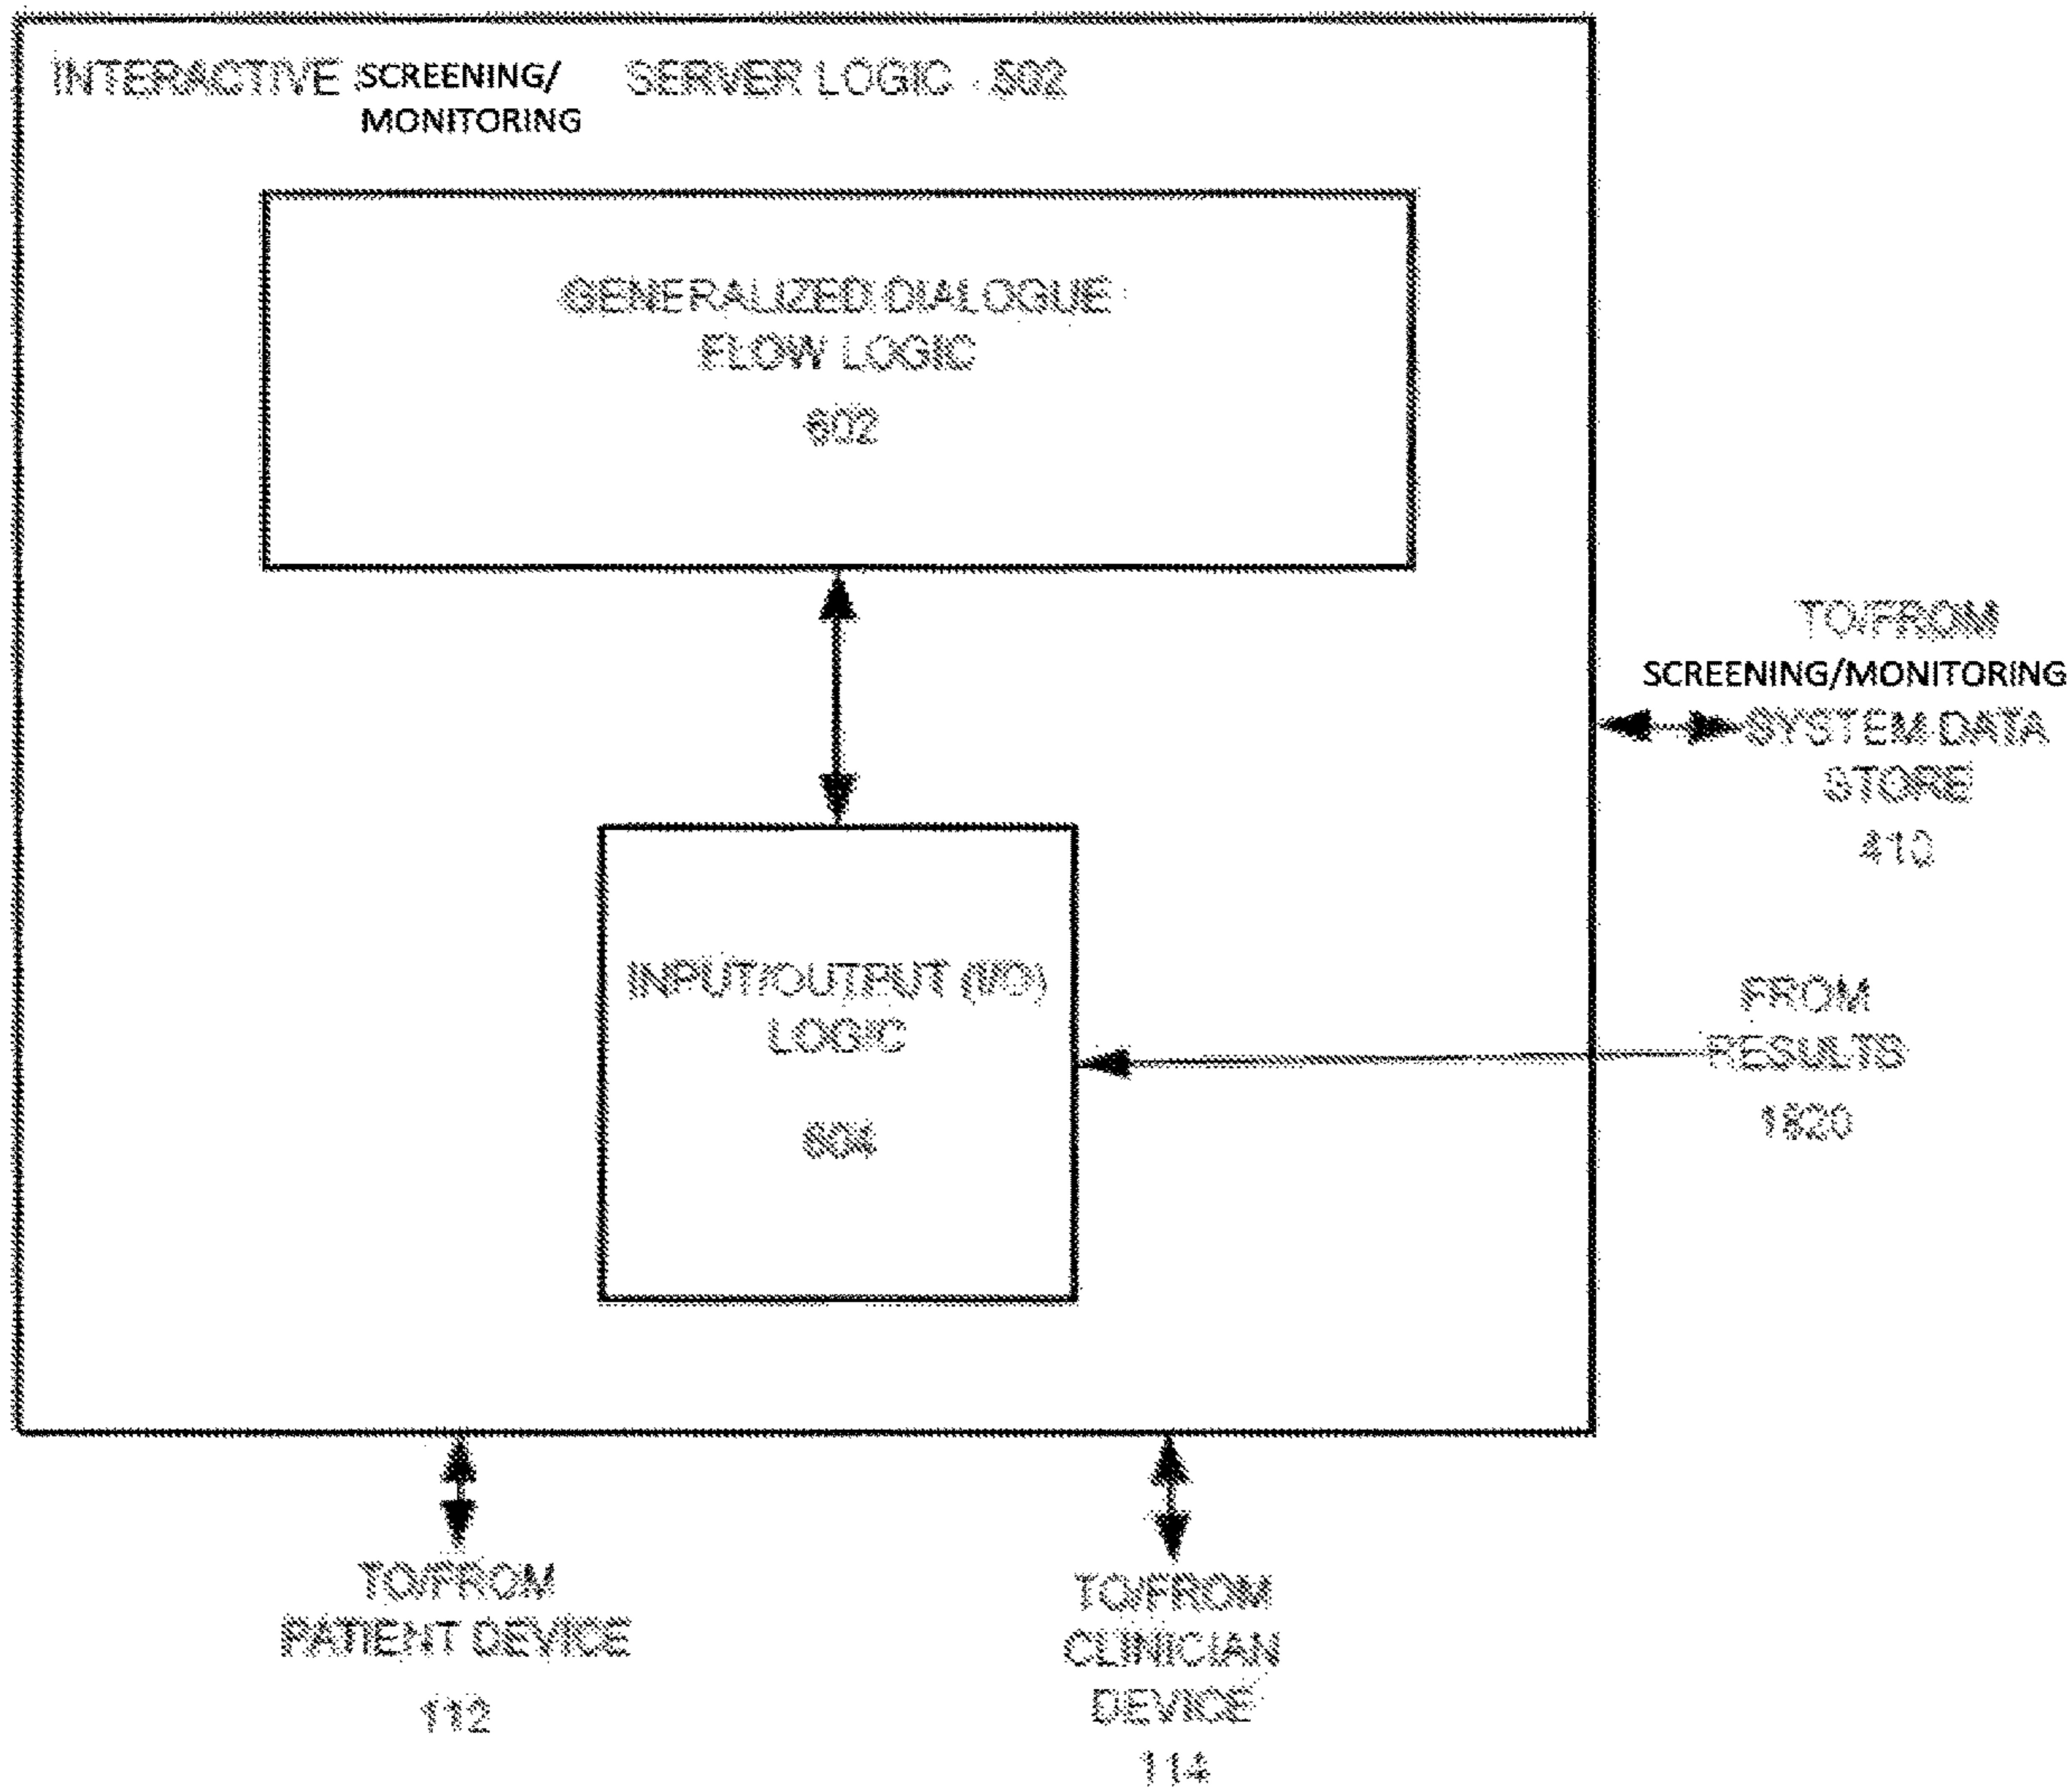 INTERACTIVE SCREENING/ SERVER LOGIC 502
MONITORING
GENERALIZED DIALOGUE
FLOW LOGIC
602
TO/FROM
SCREENING/MONITORING
SYSTEM DATA
STORE
410
INPUT/OUTPUT (I/O)
LOGIC
604
FROM
RESULTS
1820
TO/FROM
PATIENT DEVICE
112
TO/FROM
CLINICIAN
DEVICE
114